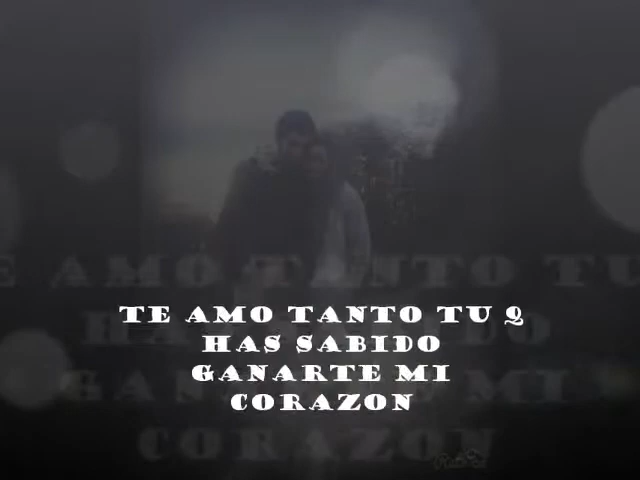 TE AMO TANTO TU Q
HAS SABIDO
GANARTE MI
CORAZON